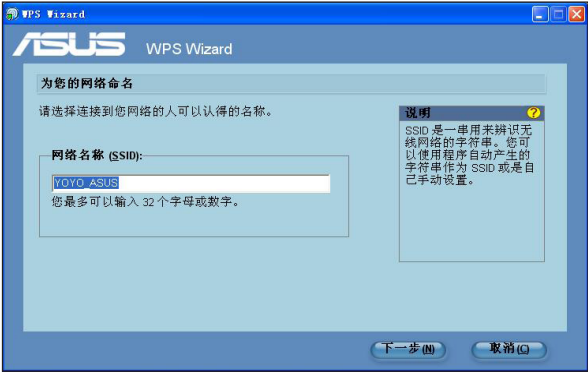 WPS Wizard
ASUS WPS Wizard
为您的网络命名
请选择连接到您网络的人可以认得的名称。
网络名称 (SSID):
YOYO_ASUS
您最多可以输入 32 个字母或数字。
说明 ?
SSID 是一串用来辨识无
线网络的字符串。您可
以使用程序自动产生的
字符串作为 SSID 或是自
己手动设置。
下一步(N) 取消(C)